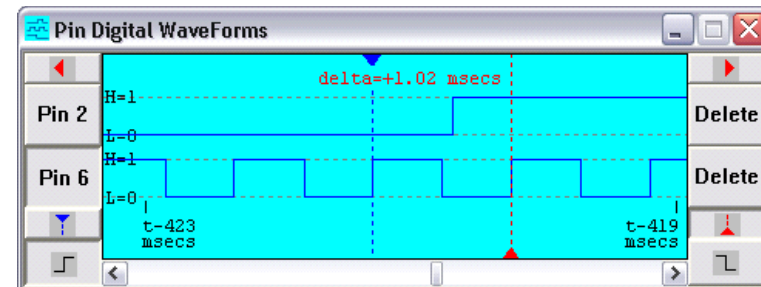 Pin Digital WaveForms
delta=+1.02 msecs
Pin 2
H=1
L=0
Delete
Pin 6
H=1
L=0
Delete
t-423
msecs
t-419
msecs